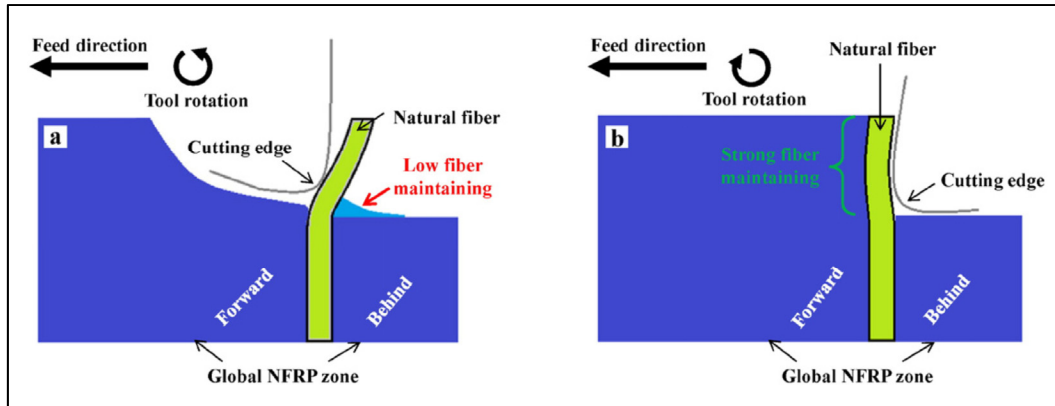 Feed direction
Tool rotation
a
Cutting edge
Natural fiber
Low fiber
maintaining
Forward
Behind
Global NFRP zone
Feed direction
Tool rotation
b
Natural fiber
Strong fiber
maintaining
Cutting edge
Forward
Behind
Global NFRP zone